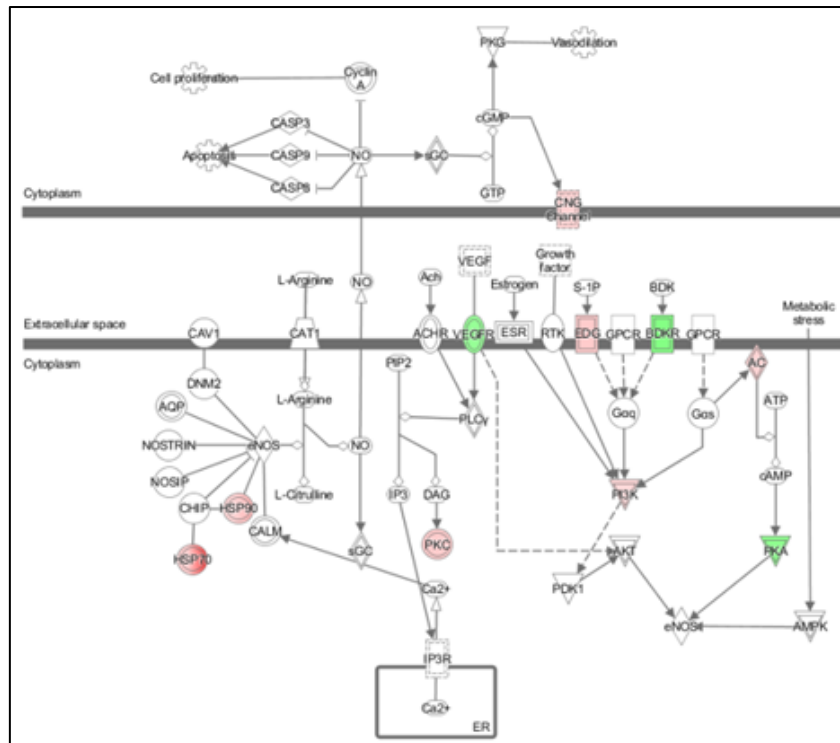 PKG
Vasodilation
Cell proliferation
Cyclin
A
CASP3
cGMP
Apoptosis
CASP9
NO
sGC
CASP8
GTP
Cytoplasm
CNG
Channel
VEGF
Growth
factor
L-Arginine
NO
Ach
Estrogen
S-1P
BDK
Metabolic
stress
Extracellular space
CAV1
CAT1
ACHR
VEGFR
ESR
RTK
EDG
GPCR
BDKR
GPCR
Cytoplasm
PIP2
AC
DNM2
L-Arginine
ATP
AQP
PLCγ
Gαq
Gαs
NOSTRIN
eNOS
NO
cAMP
NOSIP
L-Citrulline
IP3
DAG
PI3K
CHIP
HSP90
CALM
PKC
HSP70
sGC
AKT
PKA
Ca2+
PDK1
eNOS
AMPK
IP3R
Ca2+
ER